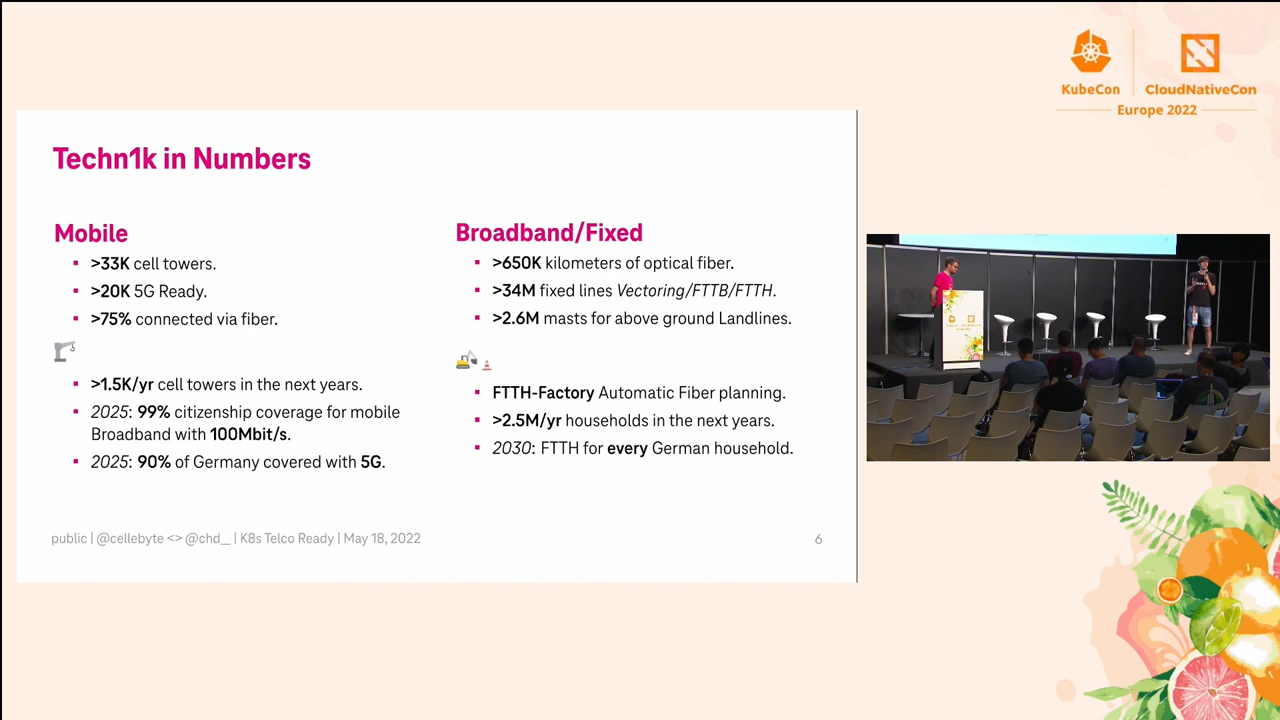 KubeCon
CloudNativeCon
Europe 2022
Techn1k in Numbers
Mobile
>33K cell towers.
>20K 5G Ready.
>75% connected via fiber.
>1.5K/yr cell towers in the next years.
2025: 99% citizenship coverage for mobile
Broadband with 100Mbit/s.
2025: 90% of Germany covered with 5G.
Broadband/Fixed
>650K kilometers of optical fiber.
>34M fixed lines Vectoring/FTTB/FTTH.
>2.6M masts for above ground Landlines.
FTTH-Factory Automatic Fiber planning.
>2.5M/yr households in the next years.
2030: FTTH for every German household.
public | @cellebyte <> @chd_ | K8s Telco Ready | May 18, 2022
6